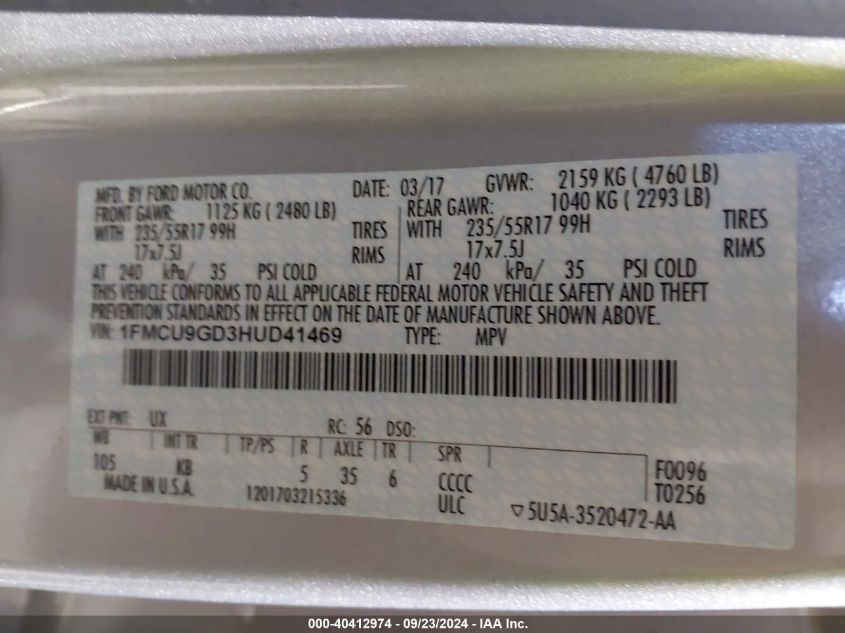 MFD. BY FORD MOTOR CO. DATE: 03/17 GVWR: 2159 KG ( 4760 LB)
FRONT GAWR: 1125 KG ( 2480 LB) REAR GAWR: 1040 KG ( 2293 LB)
WITH 235/55R17 99H TIRES WITH 235/55R17 99H TIRES
17x7.5J RIMS 17x7.5J RIMS
AT 240 kPa/ 35 PSI COLD AT 240 kPa/ 35 PSI COLD
THIS VEHICLE CONFORMS TO ALL APPLICABLE FEDERAL MOTOR VEHICLE SAFETY AND THEFT
PREVENTION STANDARDS IN EFFECT ON THE DATE OF MANUFACTURE SHOWN ABOVE.
VIN: 1FMCU9GD3HUD41469 TYPE: MPV
EXT PNT: UX RC: 56 DSO:
WB INT TR TP/PS R AXLE TR SPR
105 KB 5 35 6 CCCC F0096
MADE IN U.S.A. 1201703215336 ULC T0256
▽ 5U5A-3520472-AA
000-40412974 - 09/23/2024 - IAA Inc.